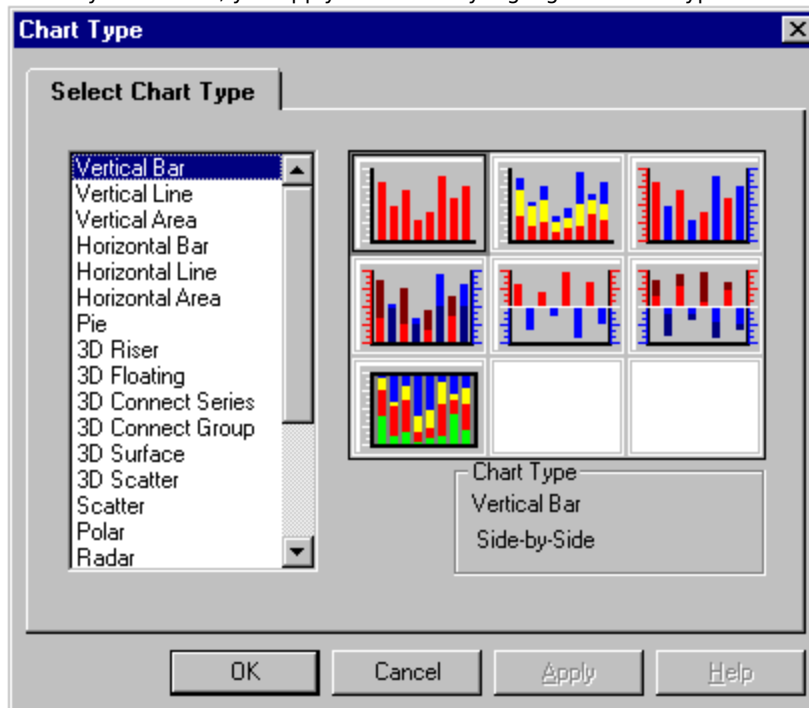 Chart Type
Select Chart Type
Vertical Bar
Vertical Line
Vertical Area
Horizontal Bar
Horizontal Line
Horizontal Area
Pie
3D Riser
3D Floating
3D Connect Series
3D Connect Group
3D Surface
3D Scatter
Scatter
Polar
Radar
Chart Type
Vertical Bar
Side-by-Side
OK
Cancel
Apply
Help